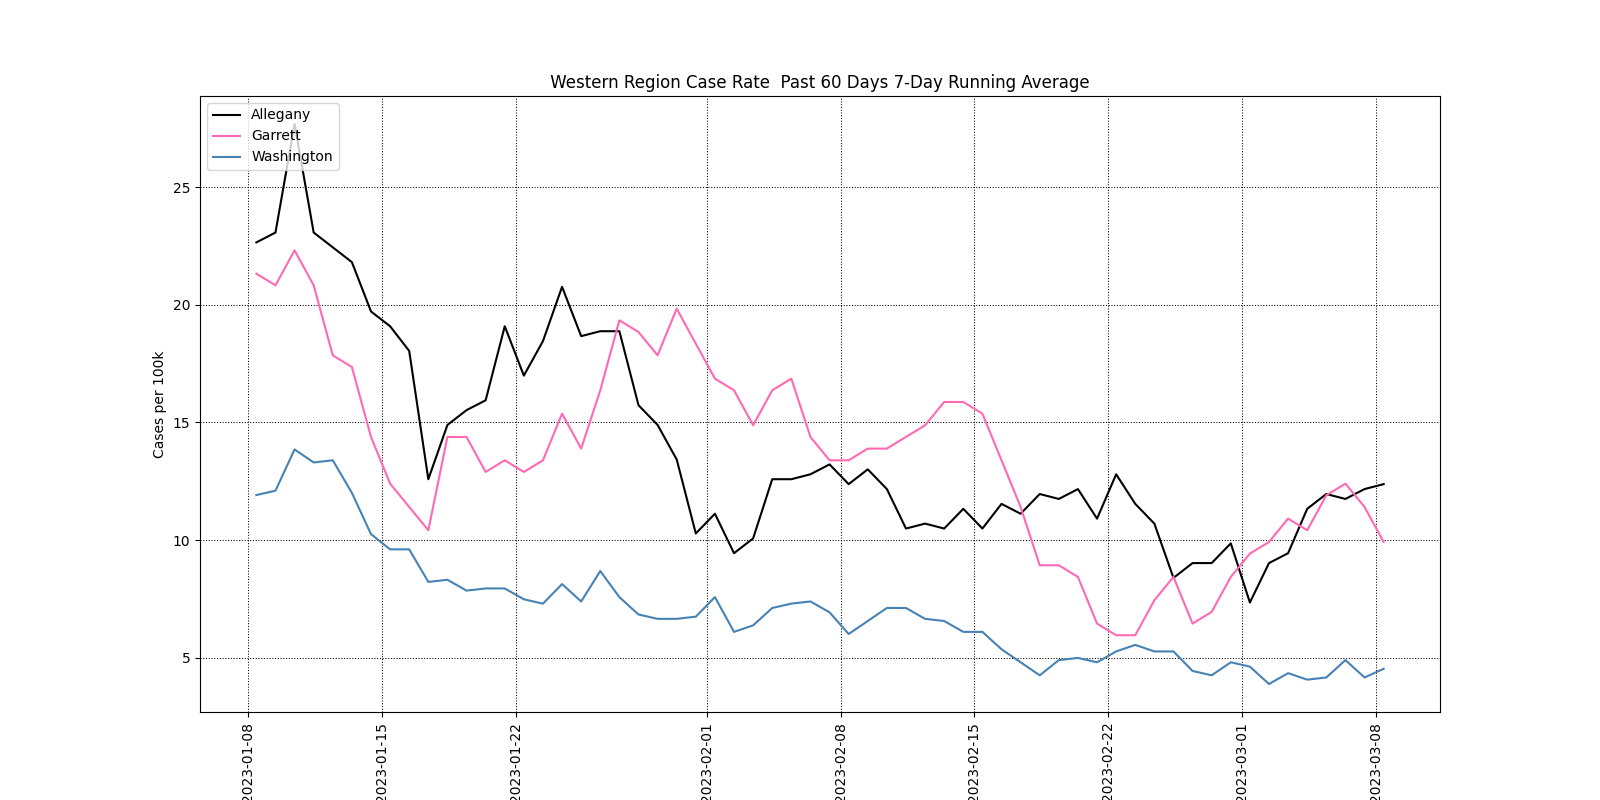 Western Region Case Rate  Past 60 Days 7-Day Running Average
Allegany
Garrett
Washington
Cases per 100k
25
20
15
10
5
2023-01-08
2023-01-15
2023-01-22
2023-02-01
2023-02-08
2023-02-15
2023-02-22
2023-03-01
2023-03-08